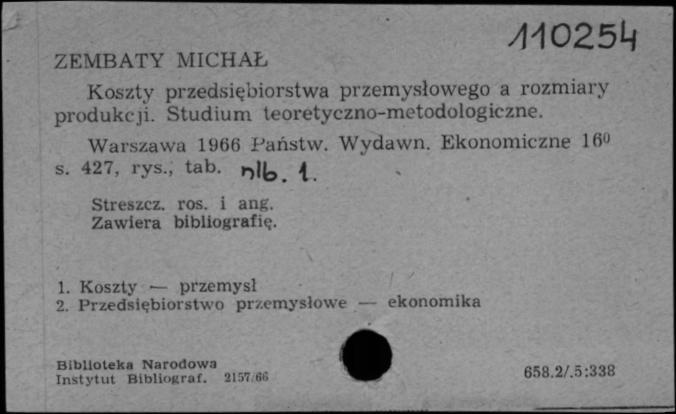 110254
ZEMBATY MICHAŁ
Koszty przedsiębiorstwa przemysłowego a rozmiary
produkcji. Studium teoretyczno-metodologiczne.
Warszawa 1966 Państw. Wydawn. Ekonomiczne 16⁰
s. 427, rys., tab. nlb. 1.
Streszcz. ros. i ang.
Zawiera bibliografię.
1. Koszty — przemysł
2. Przedsiębiorstwo przemysłowe — ekonomika
Biblioteka Narodowa
Instytut Bibliograf. 2157/66
658.2/.5:338